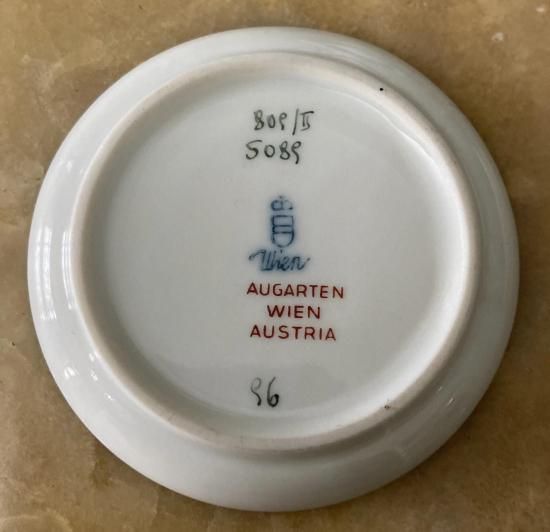 809/II
5089
Wien
AUGARTEN
WIEN
AUSTRIA
96